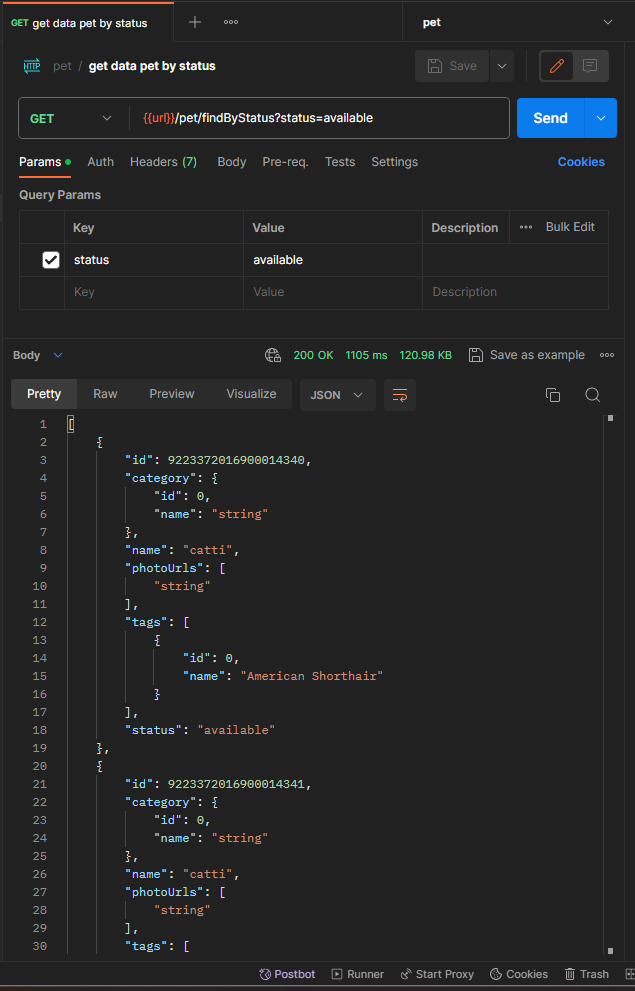 GET get data pet by status
pet
HTTP pet / get data pet by status
Save
GET {{url}}/pet/findByStatus?status=available Send
Params Auth Headers (7) Body Pre-req. Tests Settings Cookies
Query Params
Key Value Description Bulk Edit
status available
Key Value Description
Body 200 OK 1105 ms 120.98 KB Save as example
Pretty Raw Preview Visualize JSON
1 [
2 {
3 "id": 9223372016900014340,
4 "category": {
5 "id": 0,
6 "name": "string"
7 },
8 "name": "catti",
9 "photoUrls": [
10 "string"
11 ],
12 "tags": [
13 {
14 "id": 0,
15 "name": "American Shorthair"
16 }
17 ],
18 "status": "available"
19 },
20 {
21 "id": 9223372016900014341,
22 "category": {
23 "id": 0,
24 "name": "string"
25 },
26 "name": "catti",
27 "photoUrls": [
28 "string"
29 ],
30 "tags": [
Postbot Runner Start Proxy Cookies Trash